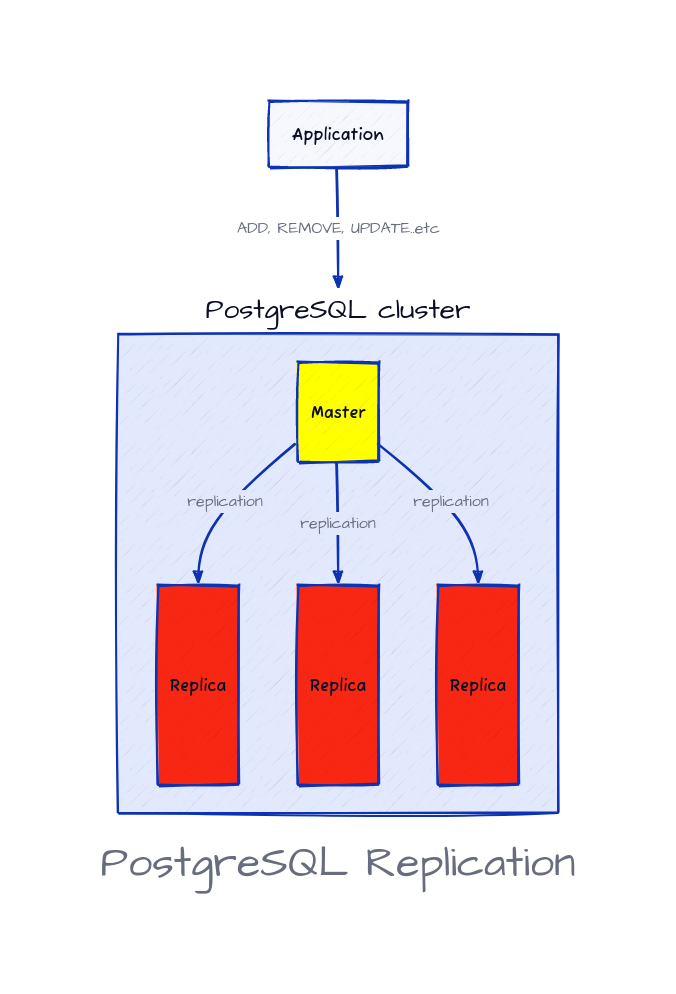 Application
ADD, REMOVE, UPDATE..etc
PostgreSQL cluster
Master
replication
replication
replication
Replica
Replica
Replica
PostgreSQL Replication